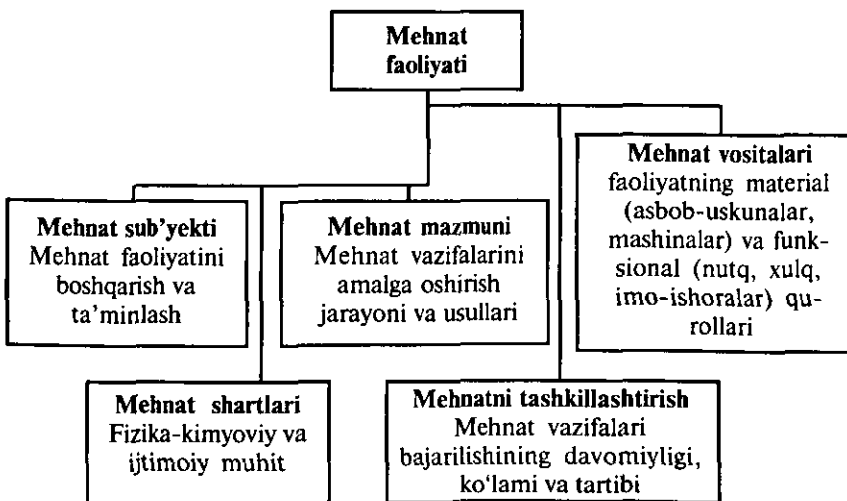 Mehnat
faoliyati
Mehnat sub'yekti
Mehnat faoliyatini
boshqarish va
ta'minlash
Mehnat mazmuni
Mehnat vazifalarini
amalga oshirish
jarayoni va usullari
Mehnat vositalari
faoliyatning material
(asbob-uskunalar,
mashinalar) va funk-
sional (nutq, xulq,
imo-ishoralar) qu-
rollari
Mehnat shartlari
Fizika-kimyoviy va
ijtimoiy muhit
Mehnatni tashkillashtirish
Mehnat vazifalari
bajarilishining davomiyligi,
ko‘lami va tartibi